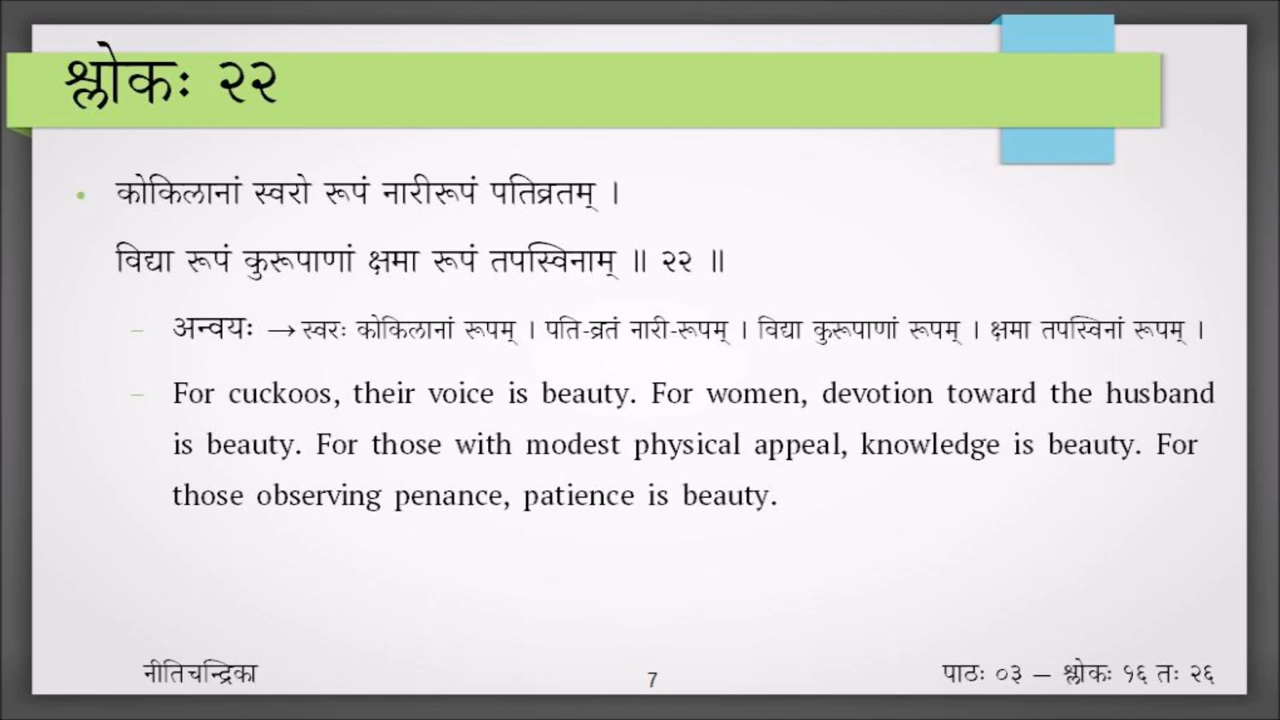 श्लोकः २२
• कोकिलानां स्वरो रूपं नारीरूपं पतिव्रतम् ।
विद्या रूपं कुरूपाणां क्षमा रूपं तपस्विनाम् ॥ २२ ॥
– अन्वयः → स्वरः कोकिलानां रूपम् । पति-व्रतं नारी-रूपम् । विद्या कुरूपाणां रूपम् । क्षमा तपस्विनां रूपम् ।
– For cuckoos, their voice is beauty. For women, devotion toward the husband
is beauty. For those with modest physical appeal, knowledge is beauty. For
those observing penance, patience is beauty.
नीतिचन्द्रिका 7 पाठः ०३ – श्लोकः १६ तः २६